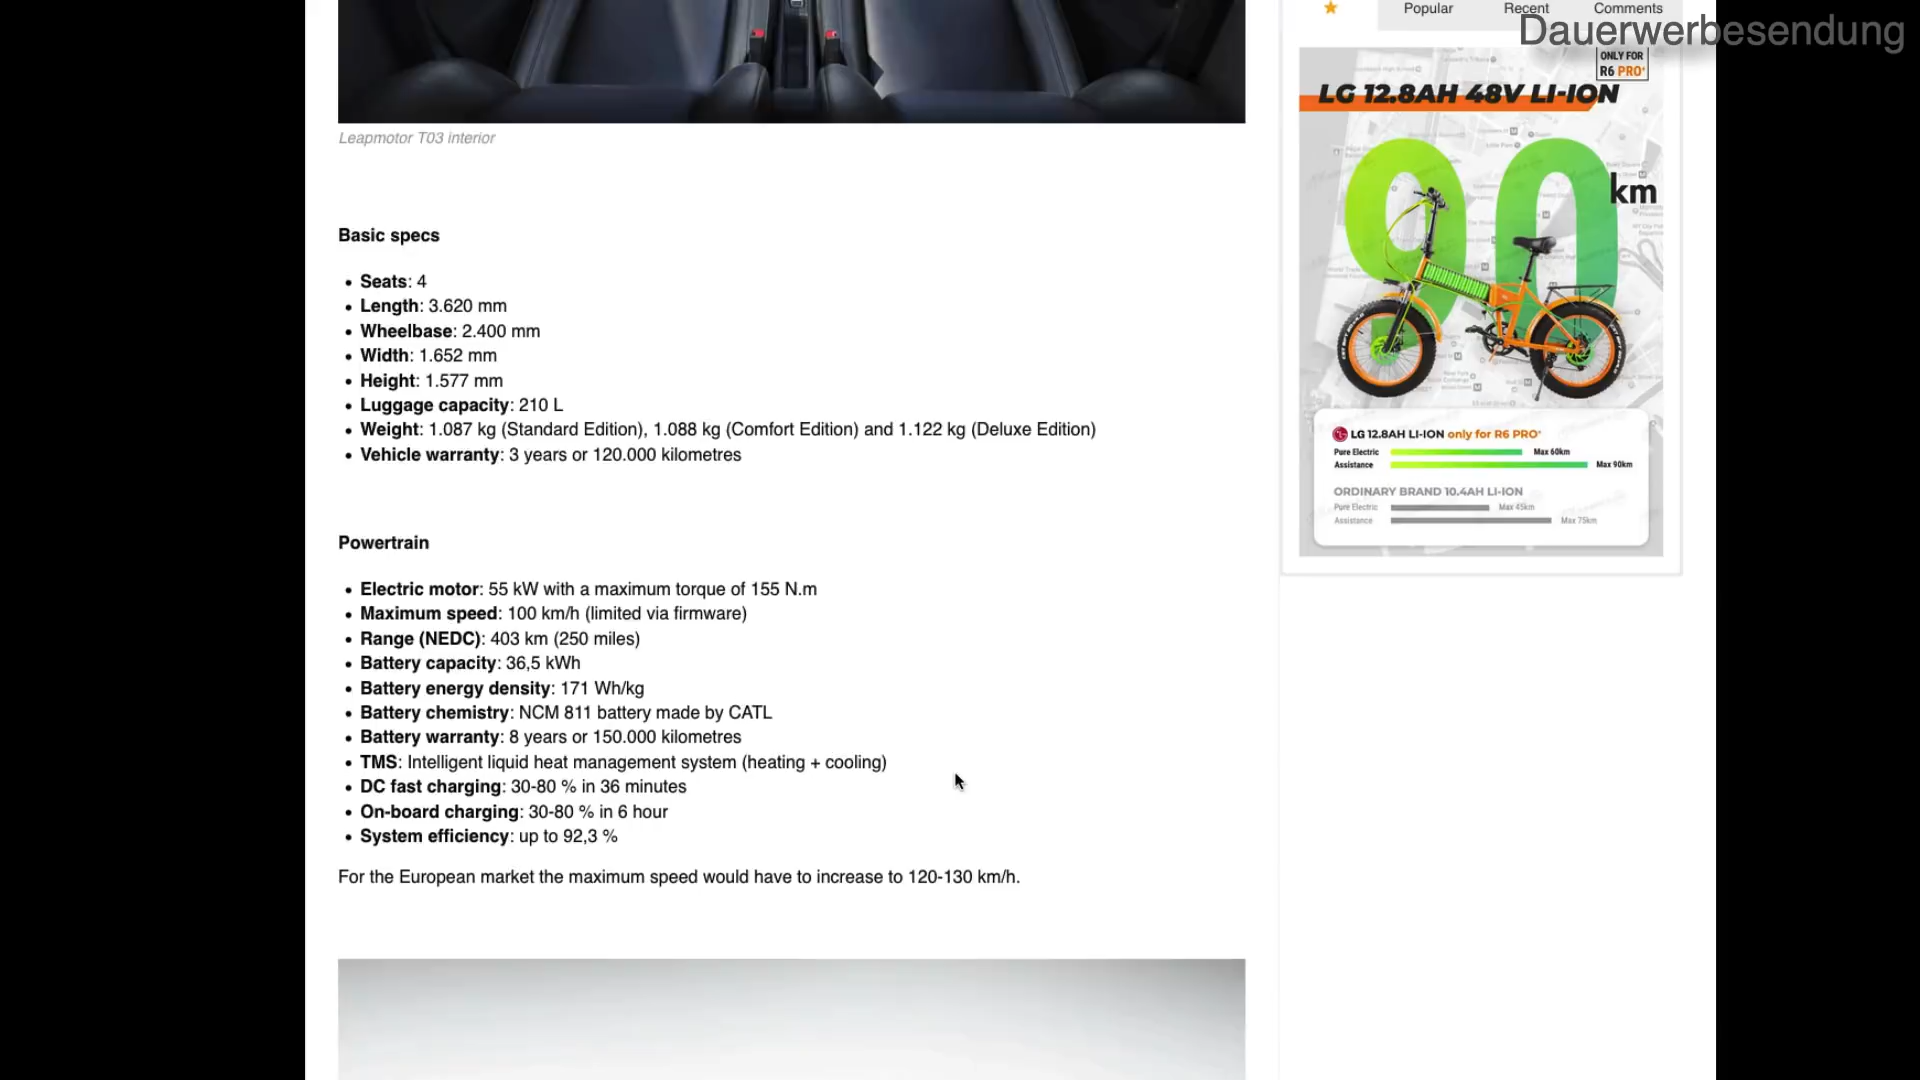 Popular
Recent
Comments
Dauerwerbesendung
ONLY FOR
R6 PRO+
LG 12.8AH 48V LI-ION
90
km
Leapmotor T03 interior
Basic specs
Seats: 4
Length: 3.620 mm
Wheelbase: 2.400 mm
Width: 1.652 mm
Height: 1.577 mm
Luggage capacity: 210 L
Weight: 1.087 kg (Standard Edition), 1.088 kg (Comfort Edition) and 1.122 kg (Deluxe Edition)
Vehicle warranty: 3 years or 120.000 kilometres
LG 12.8AH LI-ION only for R6 PRO+
Pure Electric Max 60km
Assistance Max 90km
ORDINARY BRAND 10.4AH LI-ION
Pure Electric Max 45km
Assistance Max 75km
Powertrain
Electric motor: 55 kW with a maximum torque of 155 N.m
Maximum speed: 100 km/h (limited via firmware)
Range (NEDC): 403 km (250 miles)
Battery capacity: 36,5 kWh
Battery energy density: 171 Wh/kg
Battery chemistry: NCM 811 battery made by CATL
Battery warranty: 8 years or 150.000 kilometres
TMS: Intelligent liquid heat management system (heating + cooling)
DC fast charging: 30-80 % in 36 minutes
On-board charging: 30-80 % in 6 hour
System efficiency: up to 92,3 %
For the European market the maximum speed would have to increase to 120-130 km/h.